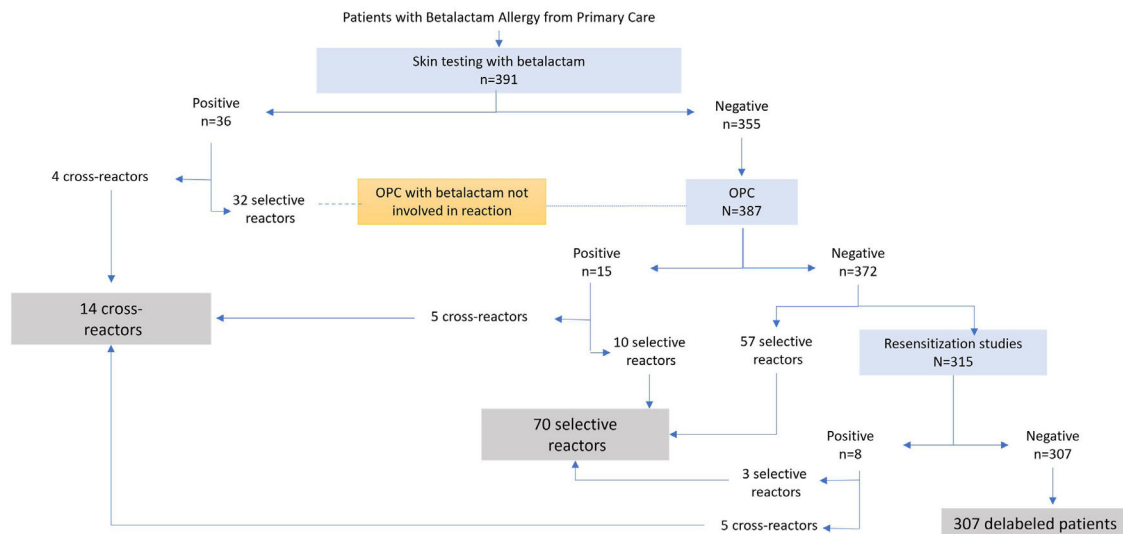 Patients with Betalactam Allergy from Primary Care
Skin testing with betalactam
n=391
Positive
n=36
Negative
n=355
4 cross-reactors
32 selective
reactors
OPC with betalactam not
involved in reaction
OPC
N=387
Positive
n=15
Negative
n=372
14 cross-
reactors
5 cross-reactors
10 selective
reactors
57 selective
reactors
Resensitization studies
N=315
70 selective
reactors
Positive
n=8
Negative
n=307
3 selective
reactors
5 cross-reactors
307 delabeled patients